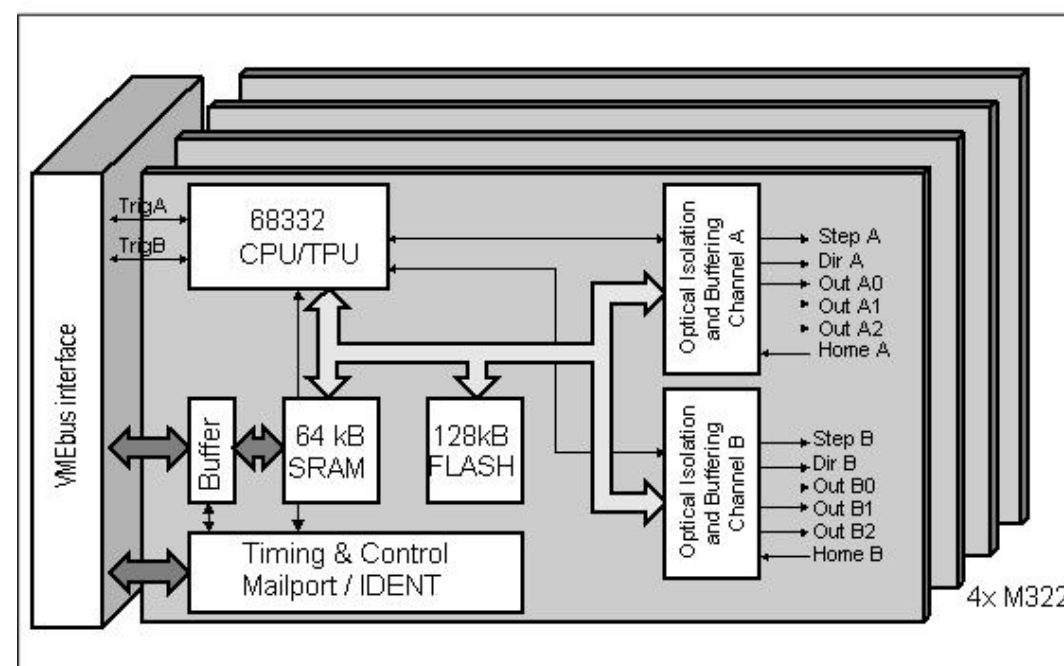 VMEbus interface
TrigA
TrigB
68332
CPU/TPU
Optical Isolation
and Buffering
Channel A
Step A
Dir A
Out A0
Out A1
Out A2
Home A
Buffer
64 kB
SRAM
128kB
FLASH
Optical Isolation
and Buffering
Channel B
Step B
Dir B
Out B0
Out B1
Out B2
Home B
Timing & Control
Mailport / IDENT
4x M322